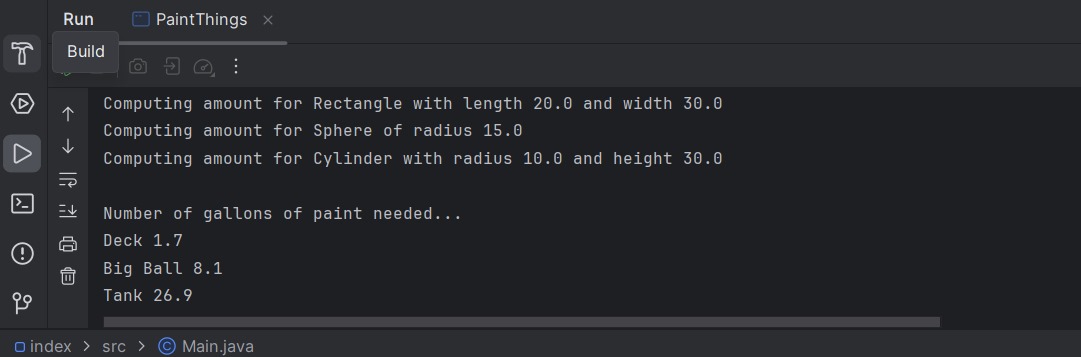 Run PaintThings
Build
Computing amount for Rectangle with length 20.0 and width 30.0
Computing amount for Sphere of radius 15.0
Computing amount for Cylinder with radius 10.0 and height 30.0
Number of gallons of paint needed...
Deck 1.7
Big Ball 8.1
Tank 26.9
index > src > Main.java